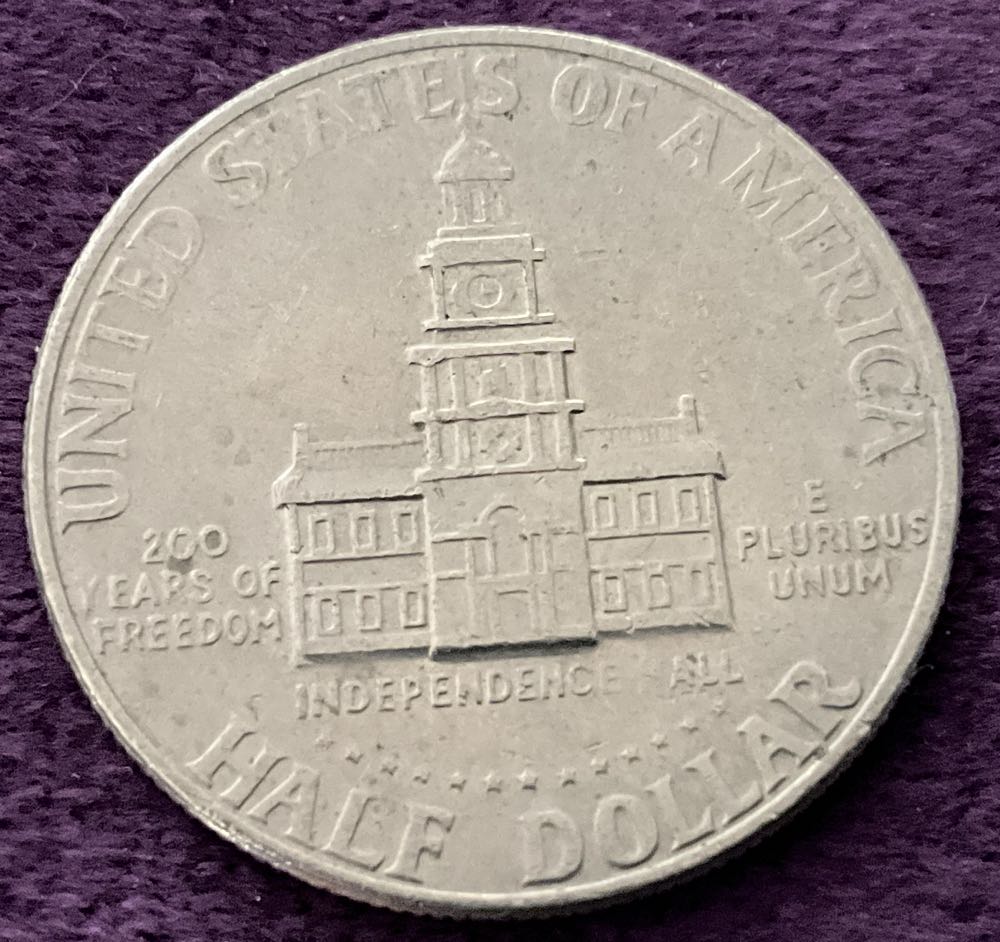 UNITED STATES OF AMERICA
200
YEARS OF
FREEDOM
E
PLURIBUS
UNUM
INDEPENDENCE HALL
HALF DOLLAR